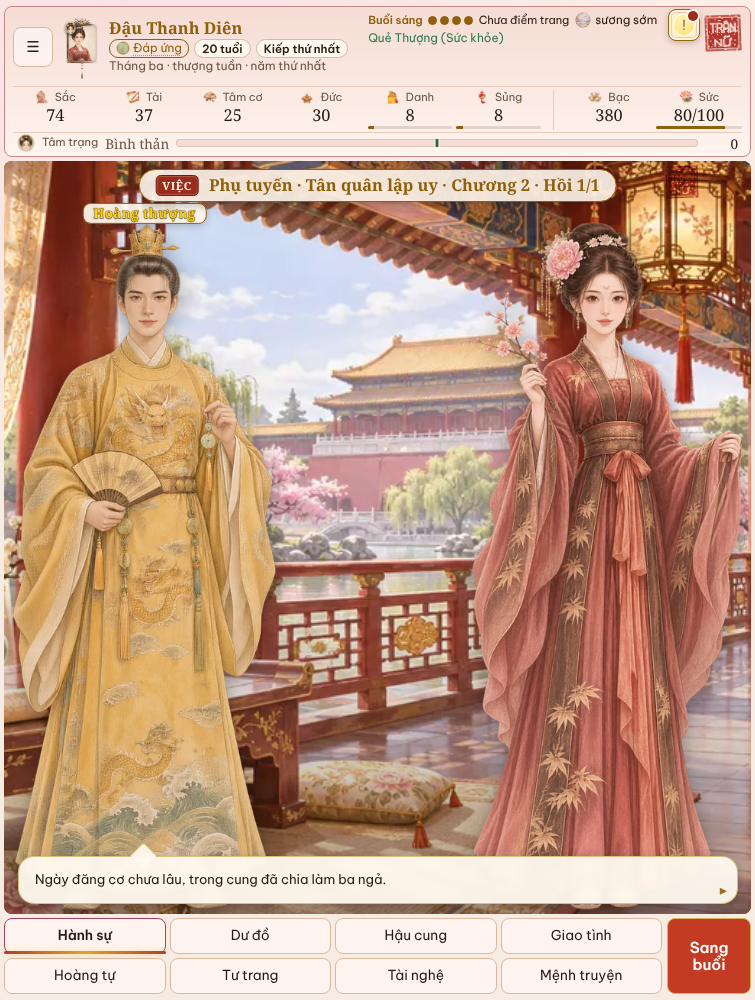 ☰
Đậu Thanh Diên
Đáp ứng
20 tuổi
Kiếp thứ nhất
Tháng ba · thượng tuần · năm thứ nhất
Buổi sáng
Chưa điểm trang
sương sớm
Quẻ Thượng (Sức khỏe)
!
TRÂN NỮ
Sắc Tài Tâm cơ Đức Danh Sủng Bạc Sức
74 37 25 30 8 8 380 80/100
Tâm trạng Bình thản 0
VIỆC Phụ tuyến · Tân quân lập uy · Chương 2 · Hồi 1/1
Hoàng thượng
Ngày đăng cơ chưa lâu, trong cung đã chia làm ba ngả.
Hành sự Dư đồ Hậu cung Giao tình
Hoàng tự Tư trang Tài nghệ Mệnh truyện
Sang
buổi